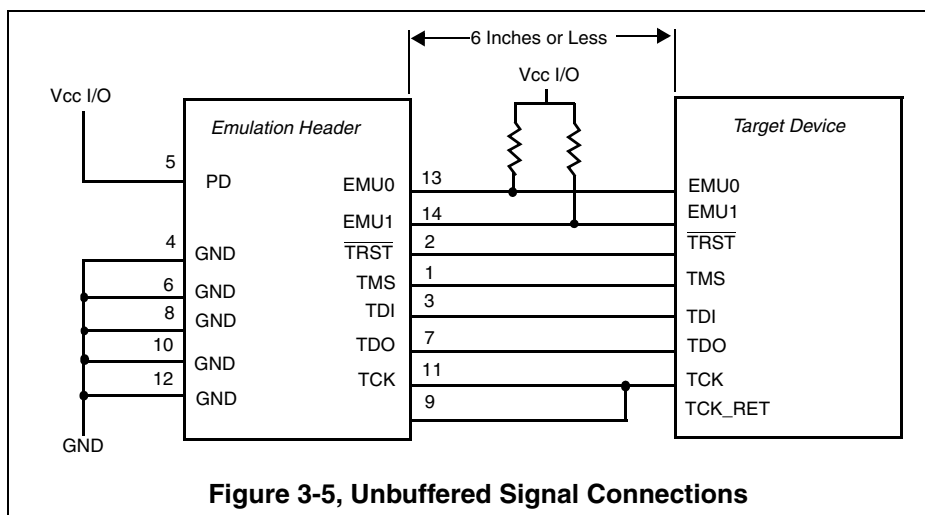 6 Inches or Less
Vcc I/O
Vcc I/O
Emulation Header
Target Device
5
PD
EMU0
13
EMU0
EMU1
14
EMU1
4
GND
TRST
2
TRST
6
GND
TMS
1
TMS
8
GND
TDI
3
TDI
10
GND
TDO
7
TDO
12
GND
TCK
11
TCK
9
TCK_RET
GND
Figure 3-5, Unbuffered Signal Connections